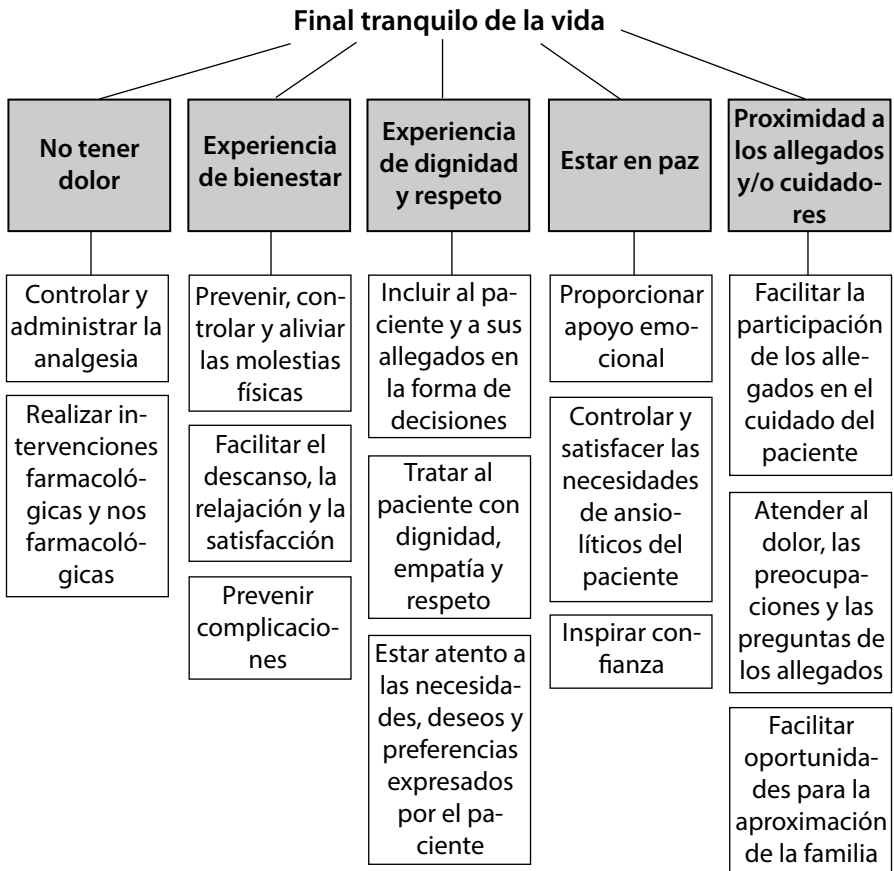 Final tranquilo de la vida
No tener
dolor
Experiencia
de bienestar
Experiencia
de dignidad
y respeto
Estar en paz
Proximidad a
los allegados
y/o cuidado-
res
Controlar y
administrar la
analgesia
Realizar in-
tervenciones
farmacoló-
gicas y nos
farmacoló-
gicas
Prevenir, con-
trolar y aliviar
las molestias
físicas
Facilitar el
descanso, la
relajación y la
satisfacción
Prevenir
complicacio-
nes
Incluir al pa-
ciente y a sus
allegados en
la forma de
decisiones
Tratar al
paciente con
dignidad,
empatía y
respeto
Estar atento a
las necesida-
des, deseos y
preferencias
expresados
por el pa-
ciente
Proporcionar
apoyo emo-
cional
Controlar y
satisfacer las
necesidades
de ansio-
líticos del
paciente
Inspirar con-
fianza
Facilitar la
participación
de los alle-
gados en el
cuidado del
paciente
Atender al
dolor, las
preocupa-
ciones y las
preguntas de
los allegados
Facilitar
oportunida-
des para la
aproximación
de la familia